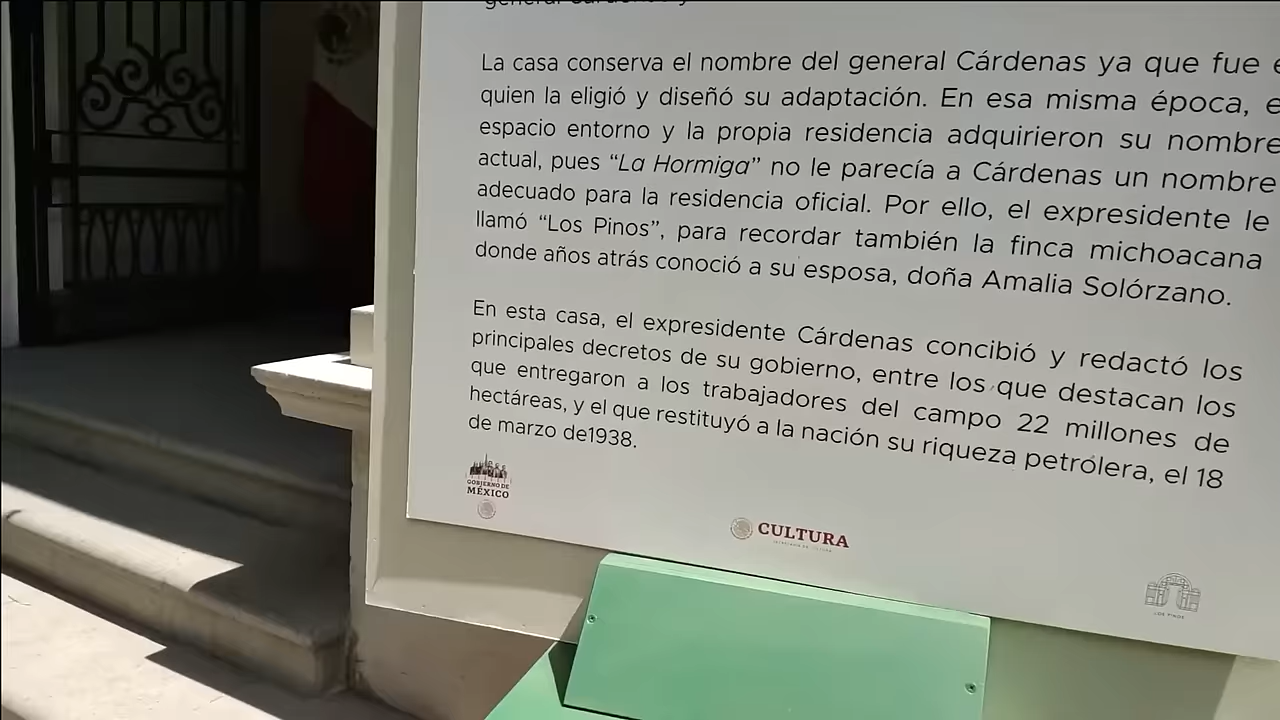 La casa conserva el nombre del general Cárdenas ya que fue
quien la eligió y diseñó su adaptación. En esa misma época,
espacio entorno y la propia residencia adquirieron su nombre
actual, pues “La Hormiga” no le parecía a Cárdenas un nombre
adecuado para la residencia oficial. Por ello, el expresidente le
llamó “Los Pinos”, para recordar también la finca michoacana
donde años atrás conoció a su esposa, doña Amalia Solórzano.
En esta casa, el expresidente Cárdenas concibió y redactó los
principales decretos de su gobierno, entre los que destacan los
que entregaron a los trabajadores del campo 22 millones de
hectáreas, y el que restituyó a la nación su riqueza petrolera, el 18
de marzo de1938.
GOBIERNO DE
MÉXICO
CULTURA
LOS PINOS